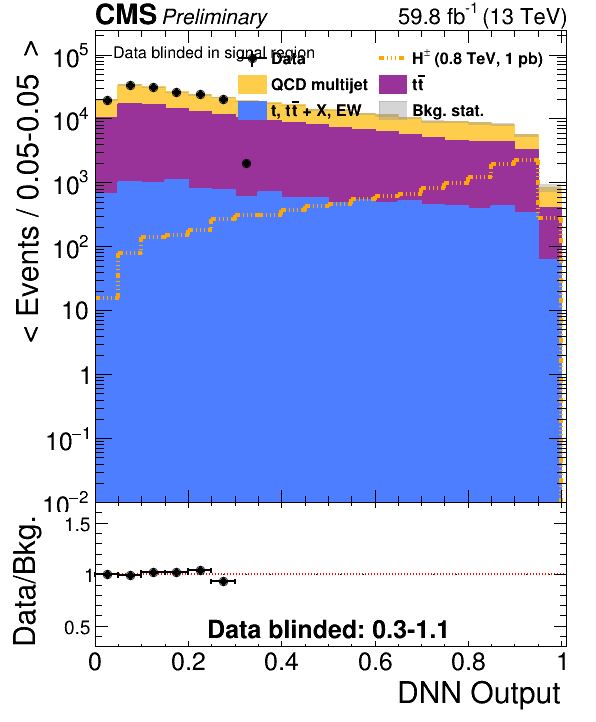 CMS Preliminary 59.8 fb⁻¹ (13 TeV)
Data blinded in signal region
Data
H± (0.8 TeV, 1 pb)
QCD multijet
tt̄
t, tt̄ + X, EW
Bkg. stat.
< Events / 0.05-0.05 >
10⁵
10⁴
10³
10²
10
1
10⁻¹
10⁻²
Data/Bkg.
1.5
1
0.5
Data blinded: 0.3-1.1
0 0.2 0.4 0.6 0.8 1
DNN Output